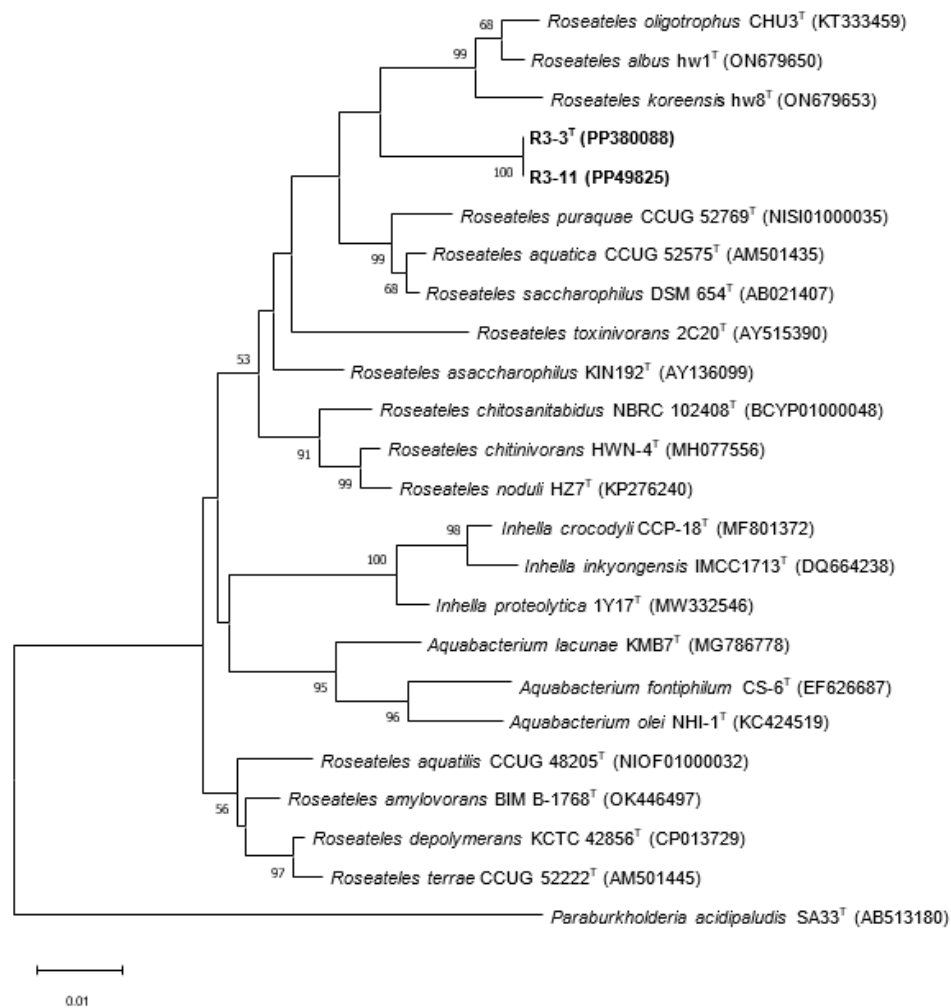 68
Roseateles oligotrophus CHU3ᵀ (KT333459)
99
Roseateles albus hw1ᵀ (ON679650)
Roseateles koreensis hw8ᵀ (ON679653)
R3-3ᵀ (PP380088)
100
R3-11 (PP49825)
Roseateles puraquae CCUG 52769ᵀ (NISI01000035)
99
Roseateles aquatica CCUG 52575ᵀ (AM501435)
68
Roseateles saccharophilus DSM 654ᵀ (AB021407)
Roseateles toxinivorans 2C20ᵀ (AY515390)
53
Roseateles asaccharophilus KIN192ᵀ (AY136099)
Roseateles chitosanitabidus NBRC 102408ᵀ (BCYP01000048)
91
Roseateles chitinivorans HWN-4ᵀ (MH077556)
99
Roseateles noduli HZ7ᵀ (KP276240)
98
Inhella crocodyli CCP-18ᵀ (MF801372)
100
Inhella inkyongensis IMCC1713ᵀ (DQ664238)
Inhella proteolytica 1Y17ᵀ (MW332546)
Aquabacterium lacunae KMB7ᵀ (MG786778)
95
Aquabacterium fontiphilum CS-6ᵀ (EF626687)
96
Aquabacterium olei NHI-1ᵀ (KC424519)
Roseateles aquatilis CCUG 48205ᵀ (NIOF01000032)
56
Roseateles amylovorans BIM B-1768ᵀ (OK446497)
Roseateles depolymerans KCTC 42856ᵀ (CP013729)
97
Roseateles terrae CCUG 52222ᵀ (AM501445)
Paraburkholderia acidipaludis SA33ᵀ (AB513180)
0.01